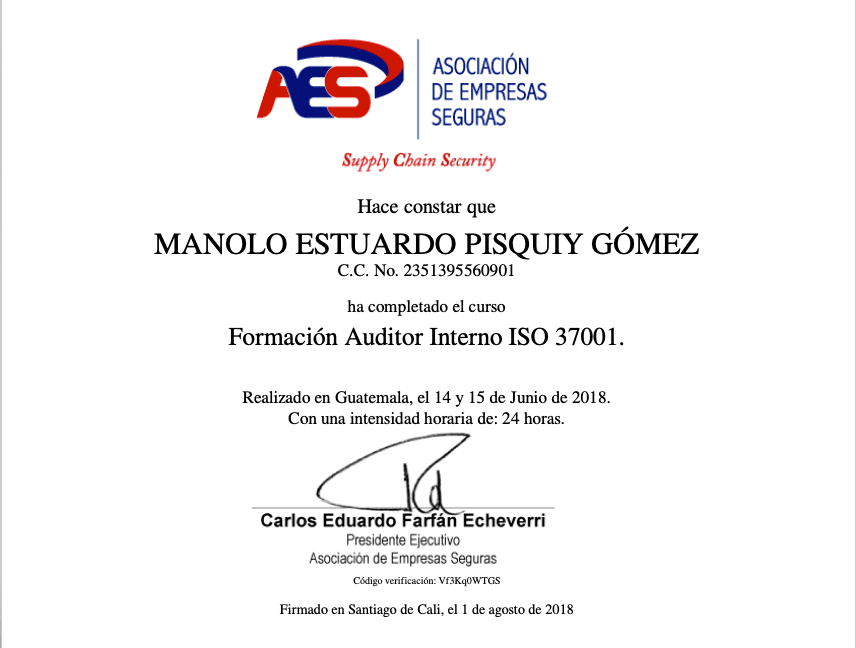 AES
ASOCIACIÓN
DE EMPRESAS
SEGURAS
Supply Chain Security
Hace constar que
MANOLO ESTUARDO PISQUIY GÓMEZ
C.C. No. 2351395560901
ha completado el curso
Formación Auditor Interno ISO 37001.
Realizado en Guatemala, el 14 y 15 de Junio de 2018.
Con una intensidad horaria de: 24 horas.
Carlos Eduardo Farfán Echeverri
Presidente Ejecutivo
Asociación de Empresas Seguras
Código verificación: Vf3Kq0WTGS
Firmado en Santiago de Cali, el 1 de agosto de 2018